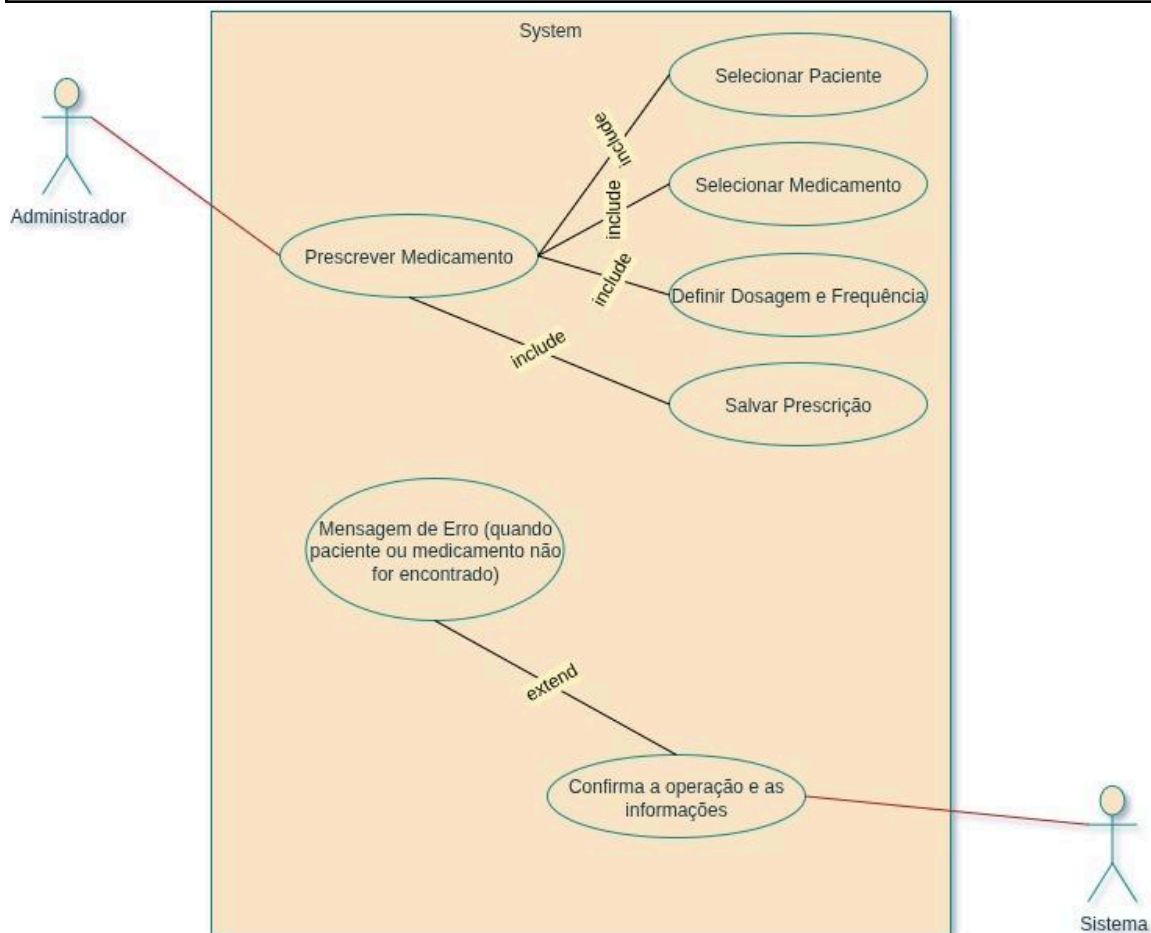 System
Selecionar Paciente
include
Administrador
Selecionar Medicamento
include
Prescrever Medicamento
include
Definir Dosagem e Frequência
include
Salvar Prescrição
Mensagem de Erro (quando
paciente ou medicamento não
for encontrado)
extend
Confirma a operação e as
informações
Sistema